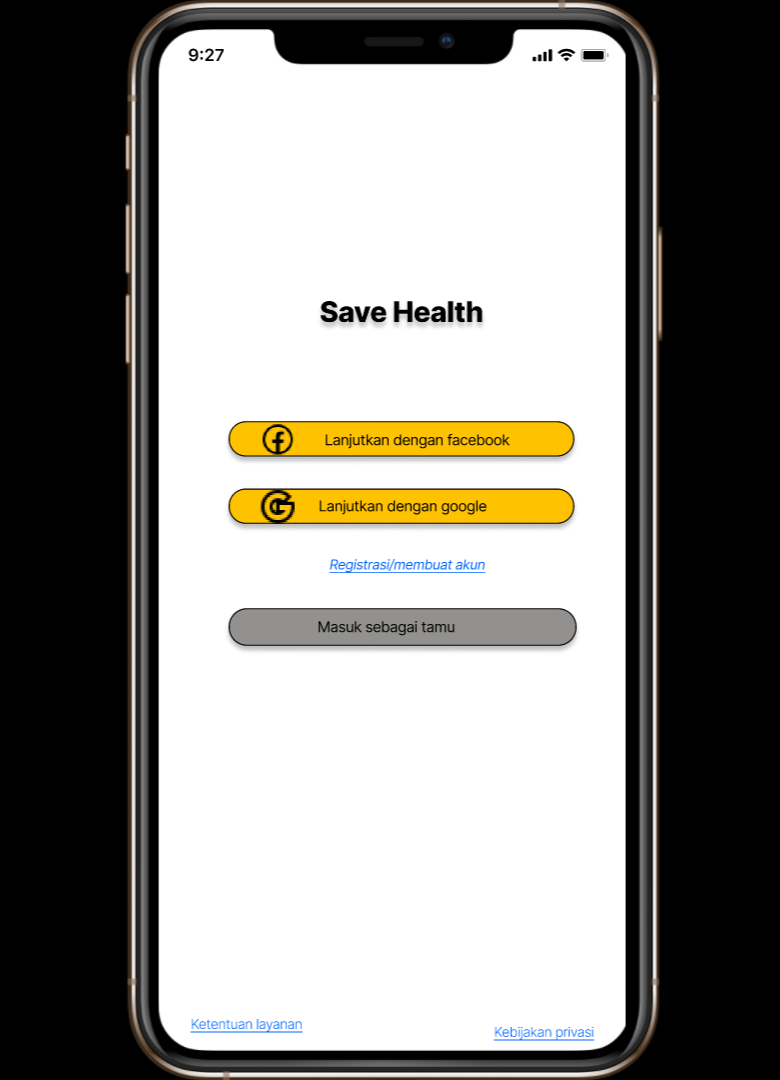 9:27
Save Health
Lanjutkan dengan facebook
Lanjutkan dengan google
Registrasi/membuat akun
Masuk sebagai tamu
Ketentuan layanan
Kebijakan privasi